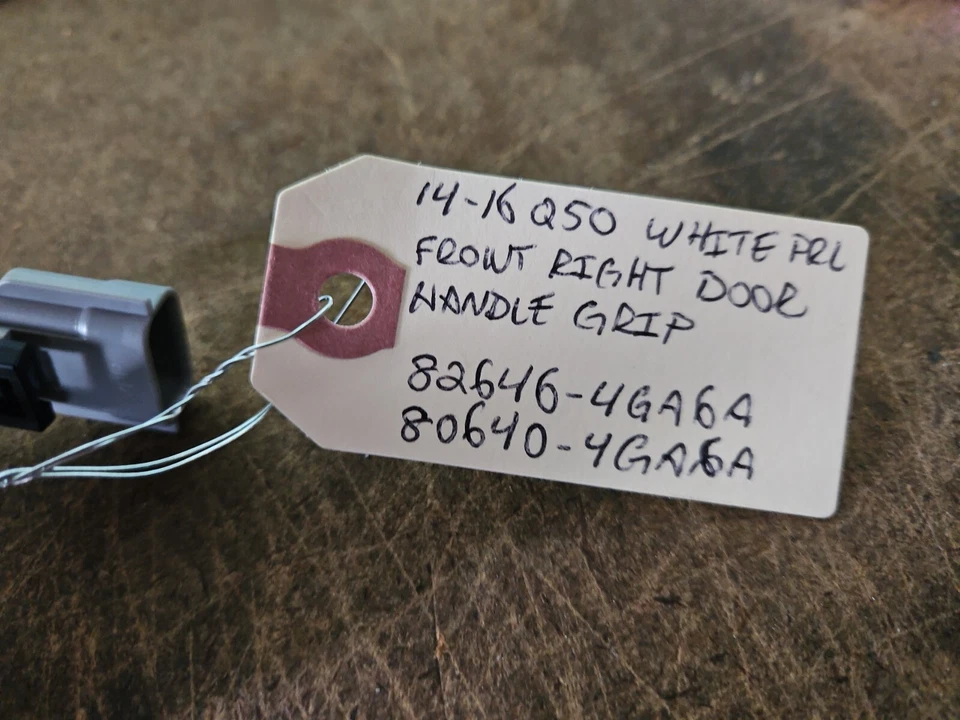 14-16 Q50 WHITE PRL
FRONT RIGHT DOOR
HANDLE GRIP
82646-4GA6A
80640-4GA6A